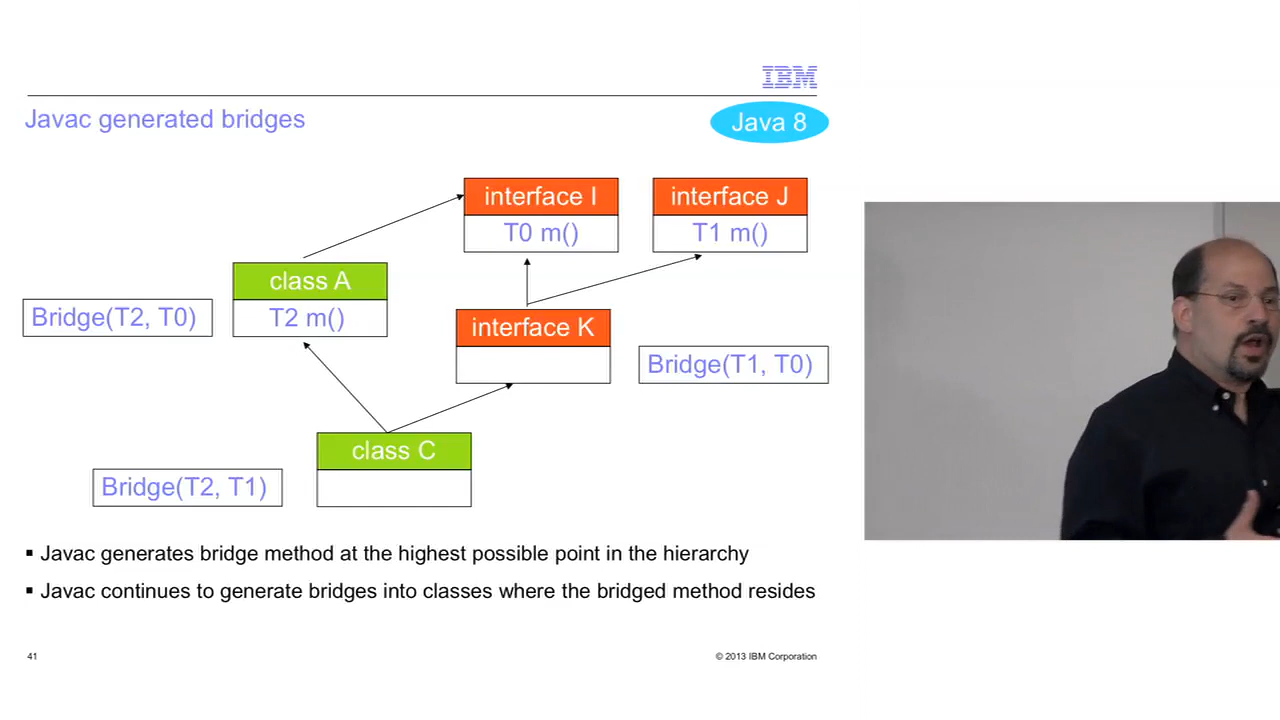 IBM
Javac generated bridges
Java 8
interface I
interface J
T0 m()
T1 m()
class A
Bridge(T2, T0)
T2 m()
interface K
Bridge(T1, T0)
class C
Bridge(T2, T1)
▪ Javac generates bridge method at the highest possible point in the hierarchy
▪ Javac continues to generate bridges into classes where the bridged method resides
41
© 2013 IBM Corporation